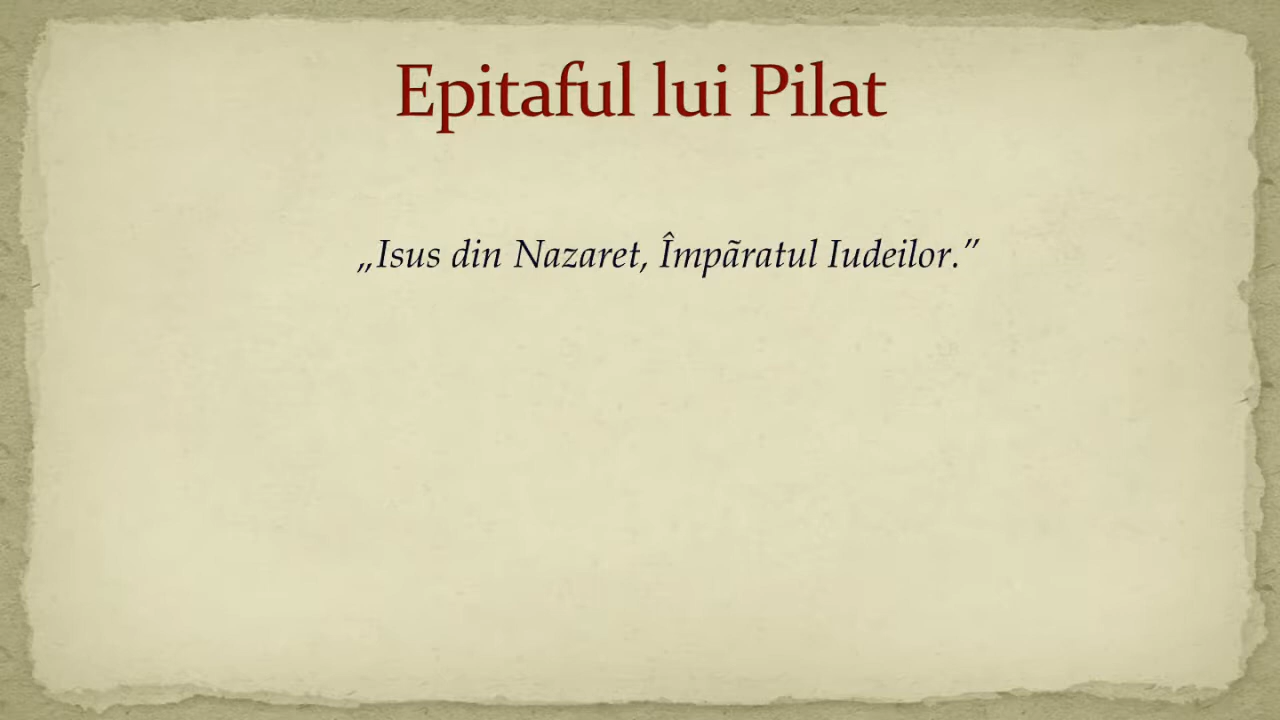 Epitaful lui Pilat
„Isus din Nazaret, Împãratul Iudeilor.”